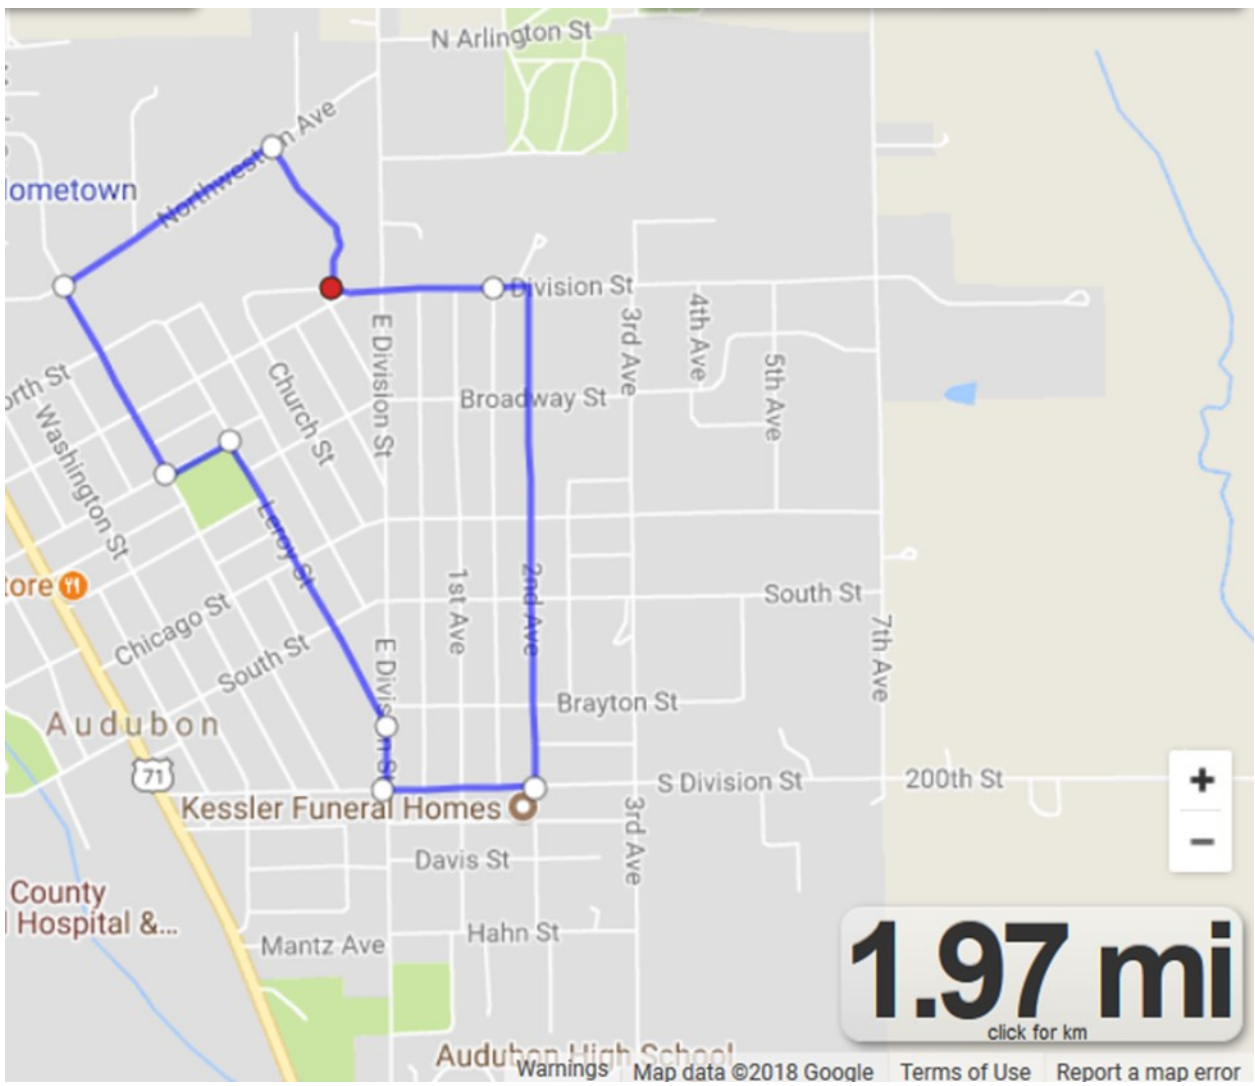 N Arlington St
Northwestern Ave
Hometown
Division St
E Division St
3rd Ave
4th Ave
5th Ave
Church St
Broadway St
orth St
Washington St
Leroy St
ore
1st Ave
2nd Ave
South St
Chicago St
7th Ave
South St
E Division St
Brayton St
Audubon
71
S Division St
200th St
+
Kessler Funeral Homes
3rd Ave
−
Davis St
County
l Hospital &...
Hahn St
Mantz Ave
1.97 mi
click for km
Audubon High School
Warnings
Map data ©2018 Google
Terms of Use
Report a map error